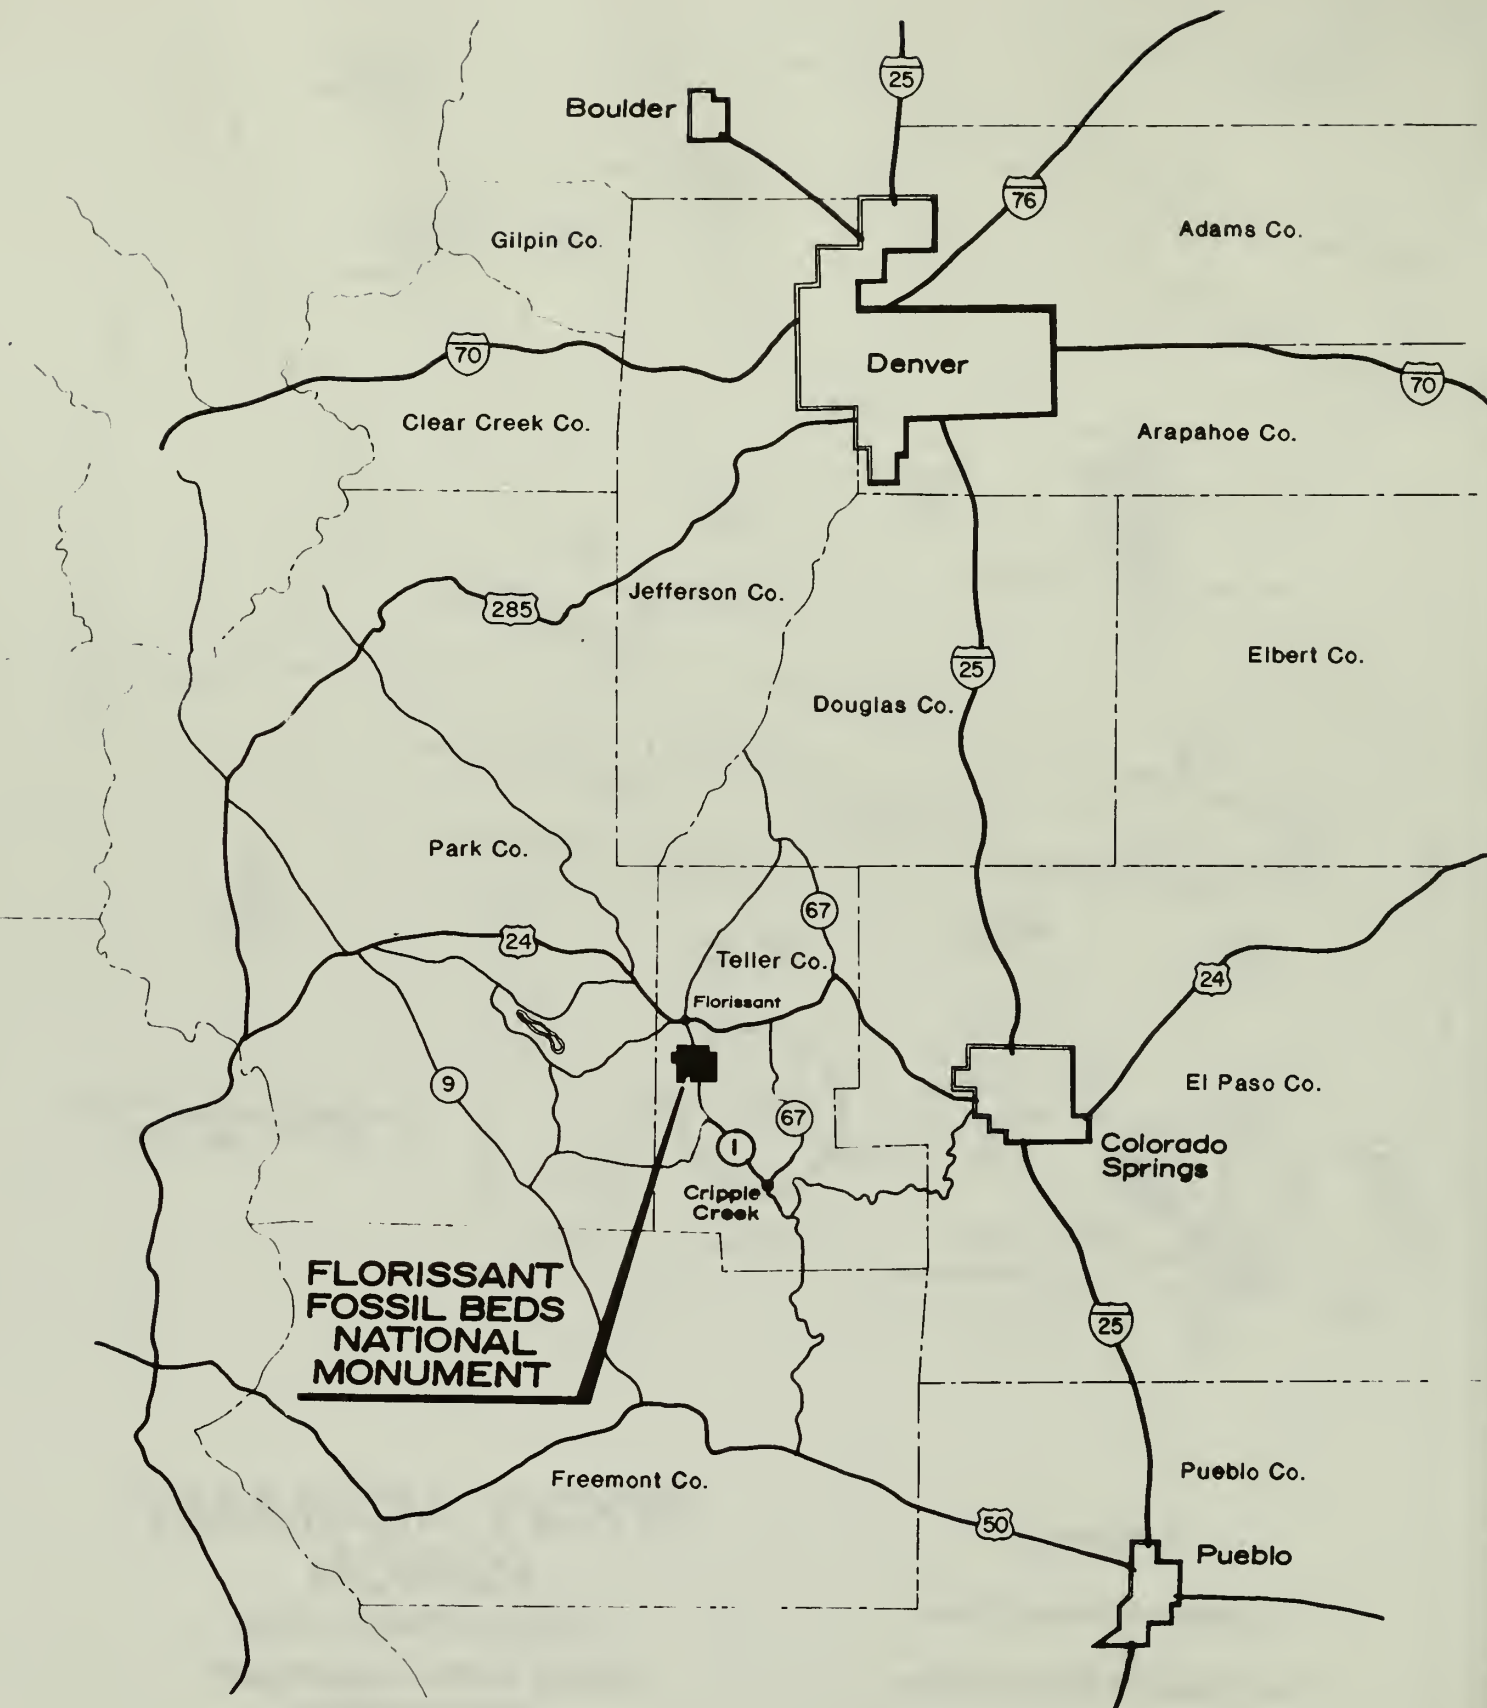 25
Boulder
76
Adams Co.
Gilpin Co.
70
Denver
70
Clear Creek Co.
Arapahoe Co.
285
Jefferson Co.
25
Elbert Co.
Douglas Co.
Park Co.
67
24
Teller Co.
24
Florissant
9
El Paso Co.
67
1
Colorado
Springs
Cripple
Creek
FLORISSANT
FOSSIL BEDS
NATIONAL
MONUMENT
25
Freemont Co.
Pueblo Co.
50
Pueblo